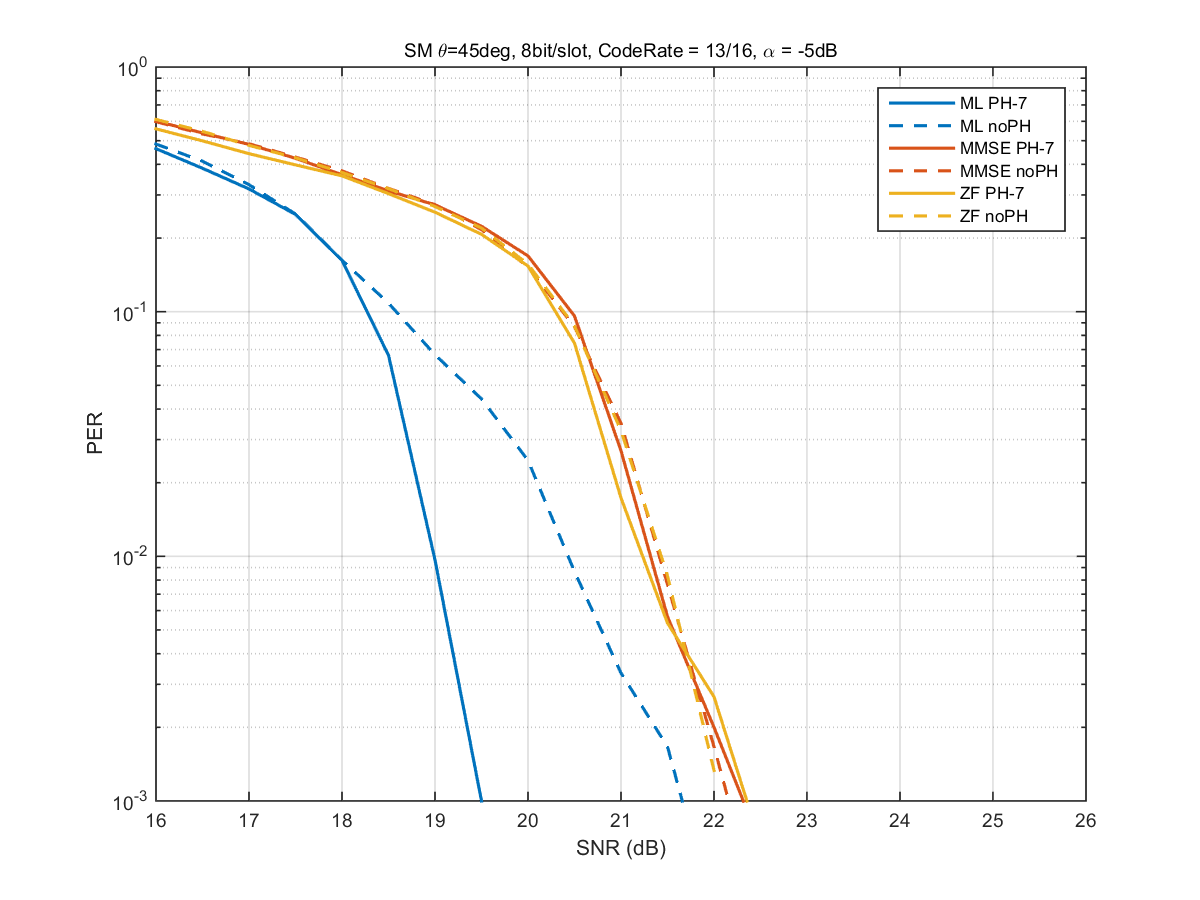 SM θ=45deg, 8bit/slot, CodeRate = 13/16, α = -5dB
10^0
10^-1
10^-2
10^-3
PER
ML PH-7
ML noPH
MMSE PH-7
MMSE noPH
ZF PH-7
ZF noPH
16 17 18 19 20 21 22 23 24 25 26
SNR (dB)